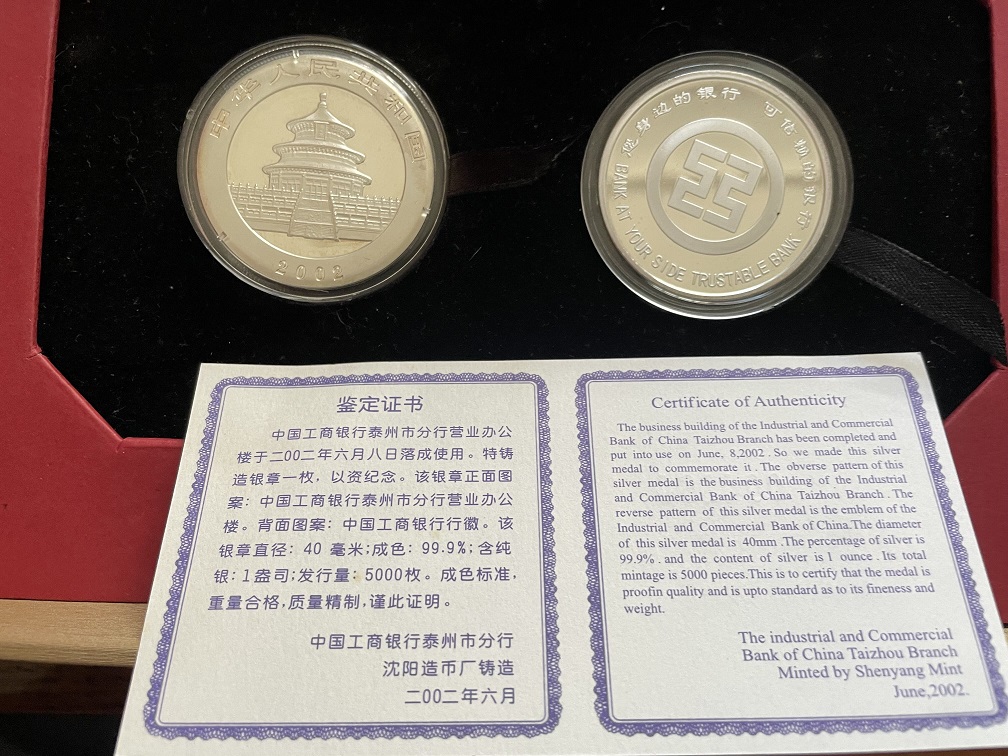 中华人民共和国
2002
您身边的银行 可信赖的银行
BANK AT YOUR SIDE TRUSTABLE BANK
鉴定证书
中国工商银行泰州市分行营业办公
楼于二00二年六月八日落成使用。特铸
造银章一枚，以资纪念。该银章正面图
案：中国工商银行泰州市分行营业办公
楼。背面图案：中国工商银行行徽。该
银章直径：40 毫米;成色：99.9%;含纯
银：1盎司;发行量：5000枚。成色标准，
重量合格,质量精制,谨此证明。
中国工商银行泰州市分行
沈阳造币厂铸造
二00二年六月
Certificate of Authenticity
The business building of the Industrial and Commercial
Bank of China Taizhou Branch has been completed and
put into use on June, 8,2002. So we made this silver
medal to commemorate it. The obverse pattern of this
silver medal is the business building of the Industrial
and Commercial Bank of China Taizhou Branch. The
reverse pattern of this silver medal is the emblem of the
Industrial and Commercial Bank of China.The diameter
of this silver medal is 40mm .The percentage of silver is
99.9% . and the content of silver is 1 ounce . Its total
mintage is 5000 pieces.This is to certify that the medal is
proofin quality and is upto standard as to its fineness and
weight.
The industrial and Commercial
Bank of China Taizhou Branch
Minted by Shenyang Mint
June,2002.